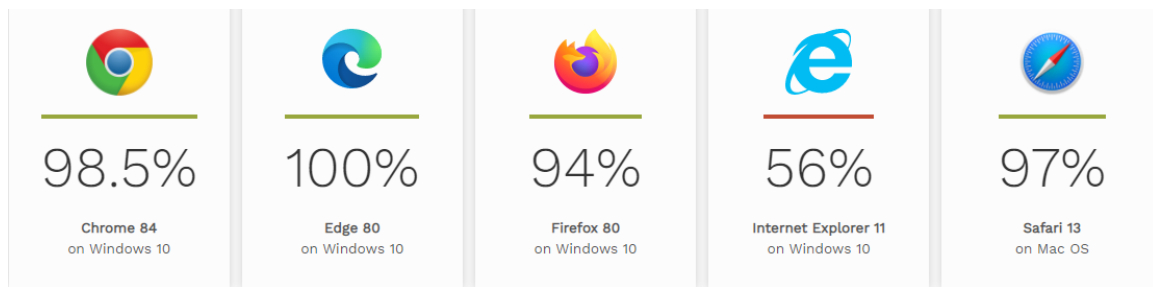 98.5%
Chrome 84
on Windows 10
100%
Edge 80
on Windows 10
94%
Firefox 80
on Windows 10
56%
Internet Explorer 11
on Windows 10
97%
Safari 13
on Mac OS